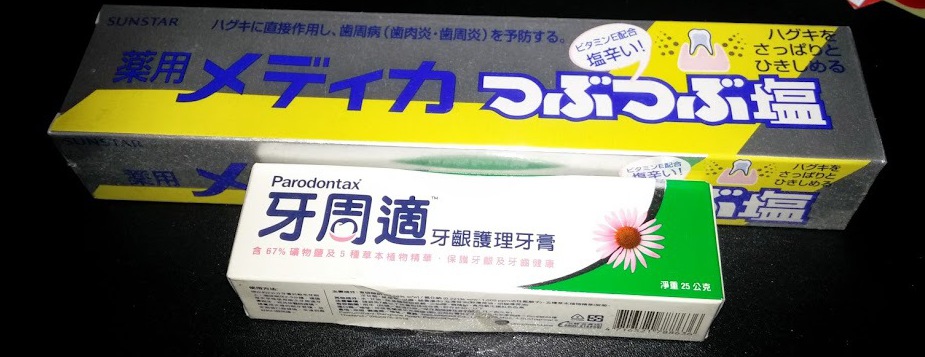 SUNSTAR
ハグキに直接作用し、歯周病(歯肉炎・歯周炎)を予防する。
薬用メディカつぶつぶ塩
ビタミンE配合
塩辛い!
ハグキを
さっぱりと
ひきしめる
SUNSTAR
薬用メ
ビタミンE配合
塩辛い!
ハグキを
さっぱりと
ひきしめる
ぶ塩
Parodontax
牙周適™
牙齦護理牙膏
含 67% 礦物鹽及 5 種草本植物精華,保護牙齦及牙齒健康
淨重 25 公克